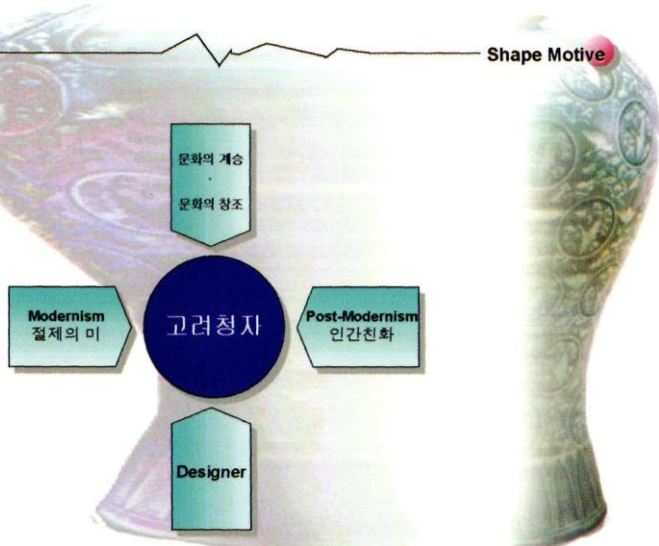 Shape Motive
문화의 계승
·
문화의 창조
Modernism
절제의 미
고려청자
Post-Modernism
인간친화
Designer